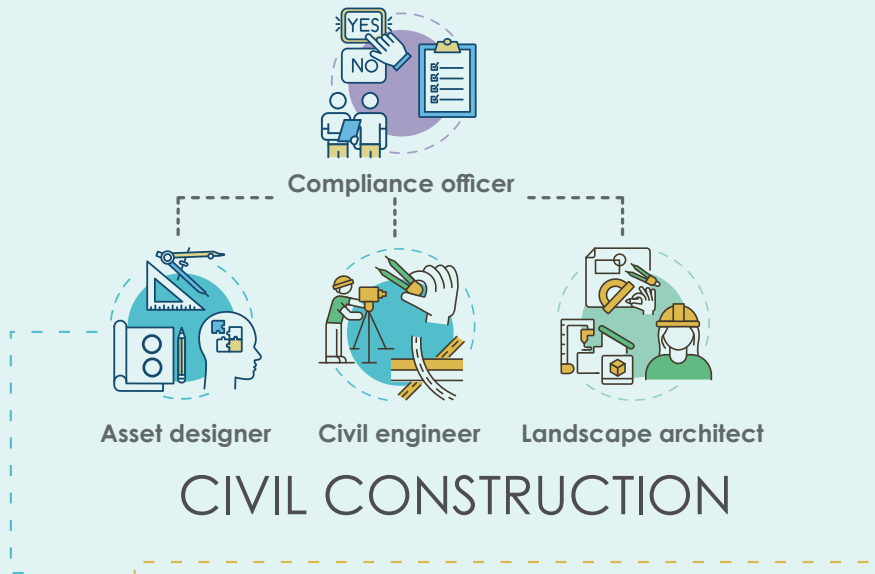 YES
NO
Compliance officer
Asset designer
Civil engineer
Landscape architect
CIVIL CONSTRUCTION